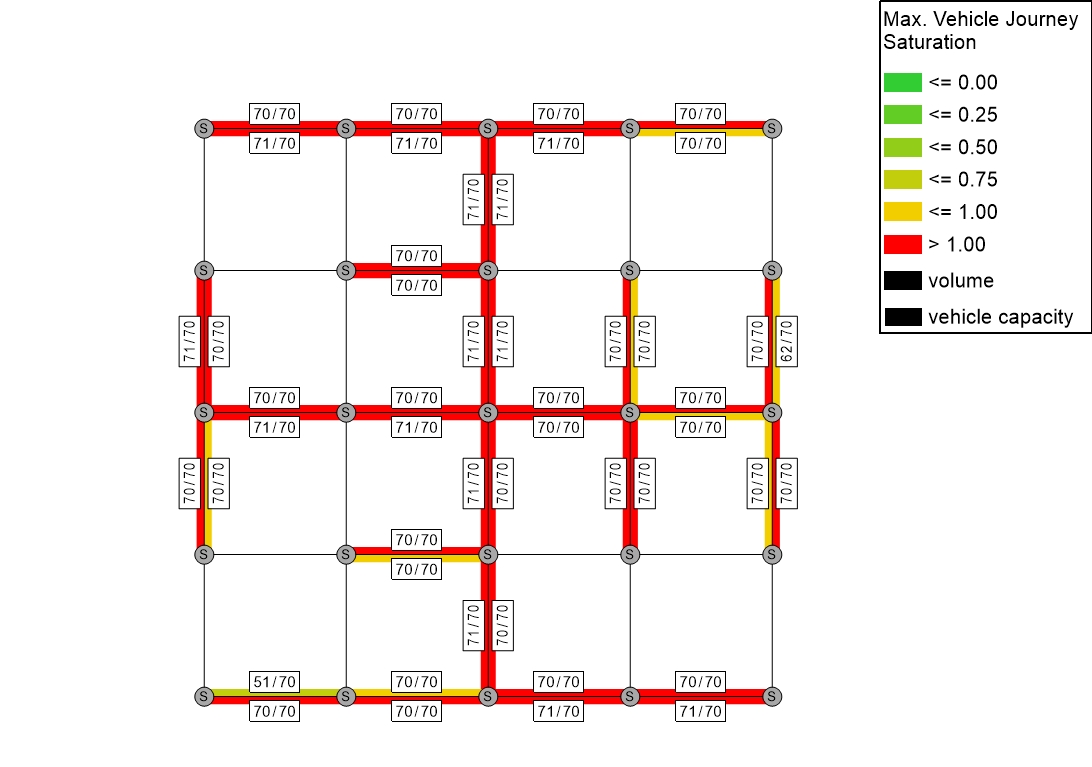 Max. Vehicle Journey
Saturation
<= 0.00
<= 0.25
<= 0.50
<= 0.75
<= 1.00
> 1.00
volume
vehicle capacity
70/70 70/70 70/70 70/70
S S S S S
71/70 71/70 71/70 70/70
71/70 71/70
70/70
S S S S S
70/70
71/70 70/70 71/70 71/70 70/70 70/70 70/70 62/70
70/70 70/70 70/70 70/70
S S S S S
71/70 71/70 70/70 70/70
70/70 70/70 71/70 70/70 70/70 70/70 70/70 70/70
70/70
S S S S S
70/70
71/70 70/70
51/70 70/70 70/70 70/70
S S S S S
70/70 70/70 71/70 71/70